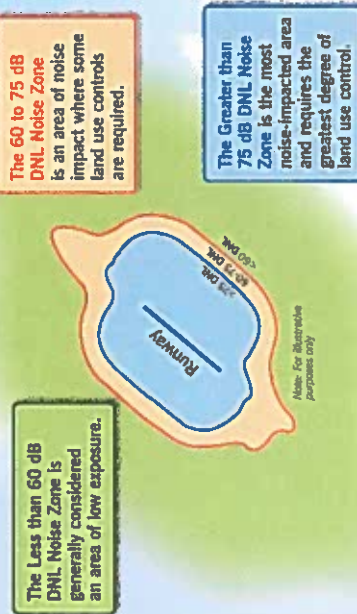 The Less than 60 dB
DNL Noise Zone is
generally considered
an area of low exposure.
The 60 to 75 dB
DNL Noise Zone
is an area of noise
impact where some
land use controls
are required.
The Greater than
75 dB DNL Noise
Zone is the most
noise-impacted area
and requires the
greatest degree of
land use control.
Runway
>75 DNL
60-75 DNL
<60 DNL
Note: For illustrative
purposes only